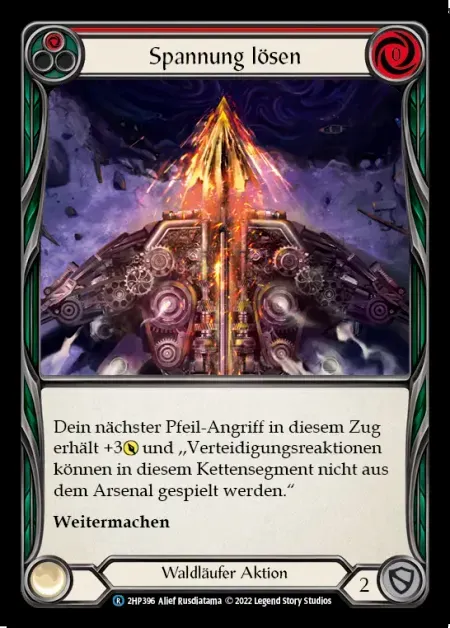 Spannung lösen
0
Dein nächster Pfeil-Angriff in diesem Zug
erhält +3 und ,,Verteidigungsreaktionen
können in diesem Kettensegment nicht aus
dem Arsenal gespielt werden.“
Weitermachen
Waldläufer Aktion
2
R 2HP396 Alief Rusdiatama © 2022 Legend Story Studios